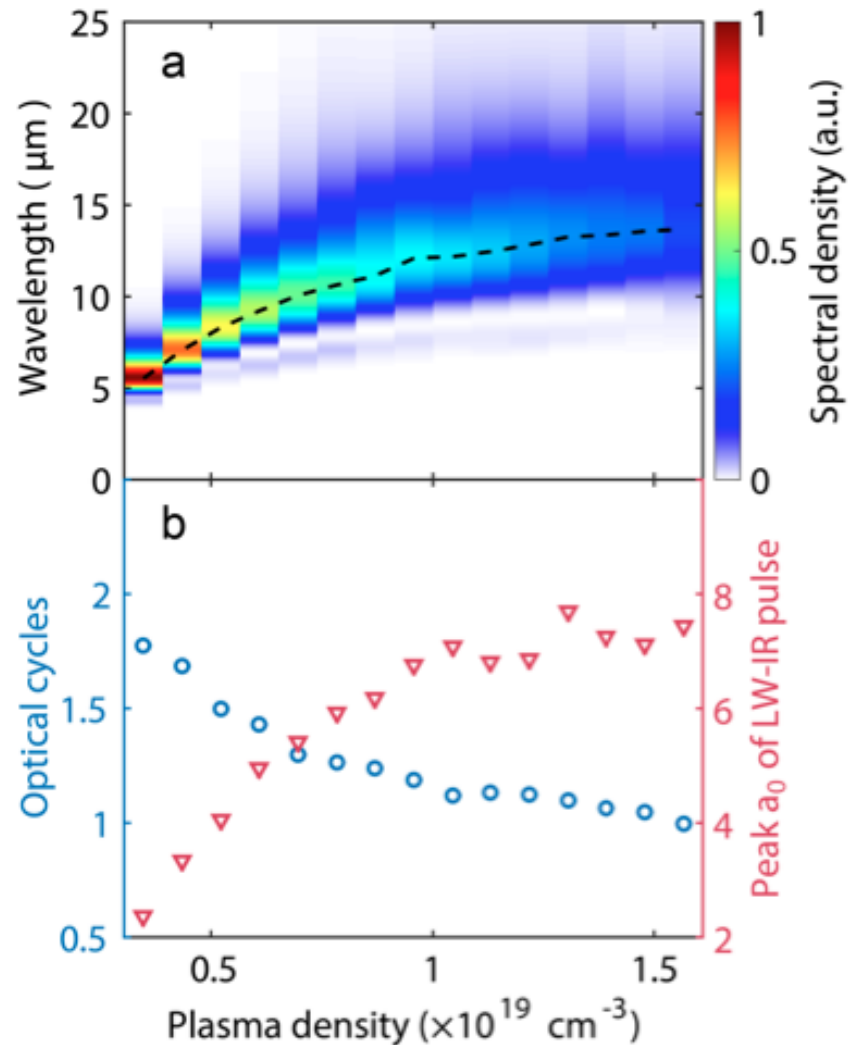 a
25
20
15
10
5
0
Wavelength ( μm)
1
0.5
0
Spectral density (a.u.)
b
2
1.5
1
0.5
Optical cycles
8
6
4
2
Peak a₀ of LW-IR pulse
0.5 1 1.5
Plasma density (×10¹⁹ cm⁻³)